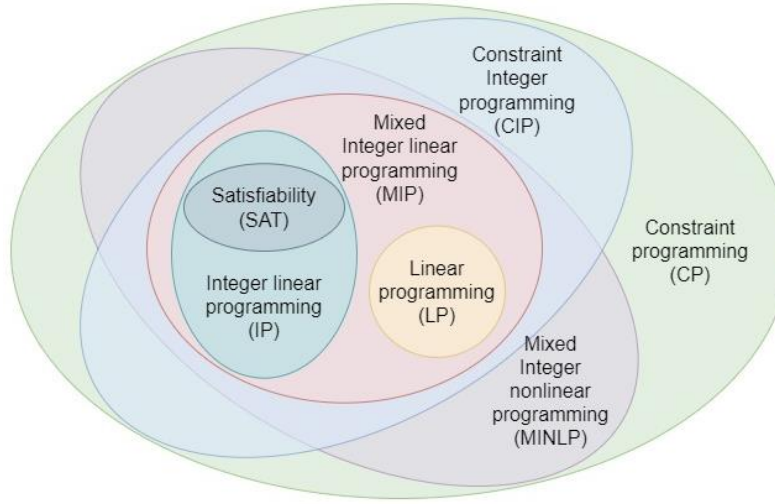 Constraint
Integer
programming
(CIP)
Mixed
Integer linear
programming
(MIP)
Satisfiability
(SAT)
Constraint
programming
(CP)
Integer linear
programming
(IP)
Linear
programming
(LP)
Mixed
Integer
nonlinear
programming
(MINLP)